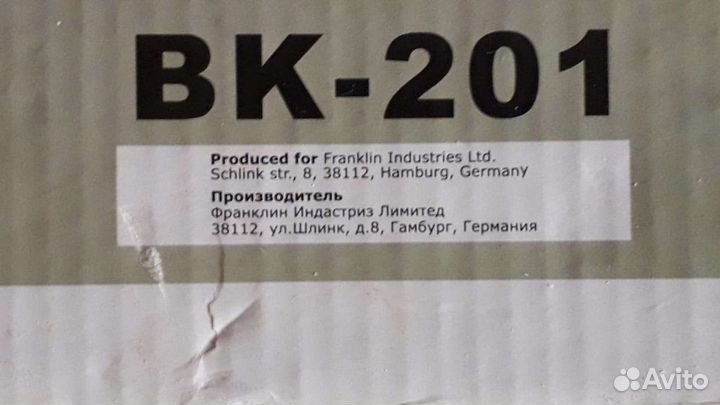 BK-201
Produced for Franklin Industries Ltd.
Schlink str., 8, 38112, Hamburg, Germany
Производитель
Франклин Индастриз Лимитед
38112, ул.Шлинк, д.8, Гамбург, Германия
Avito